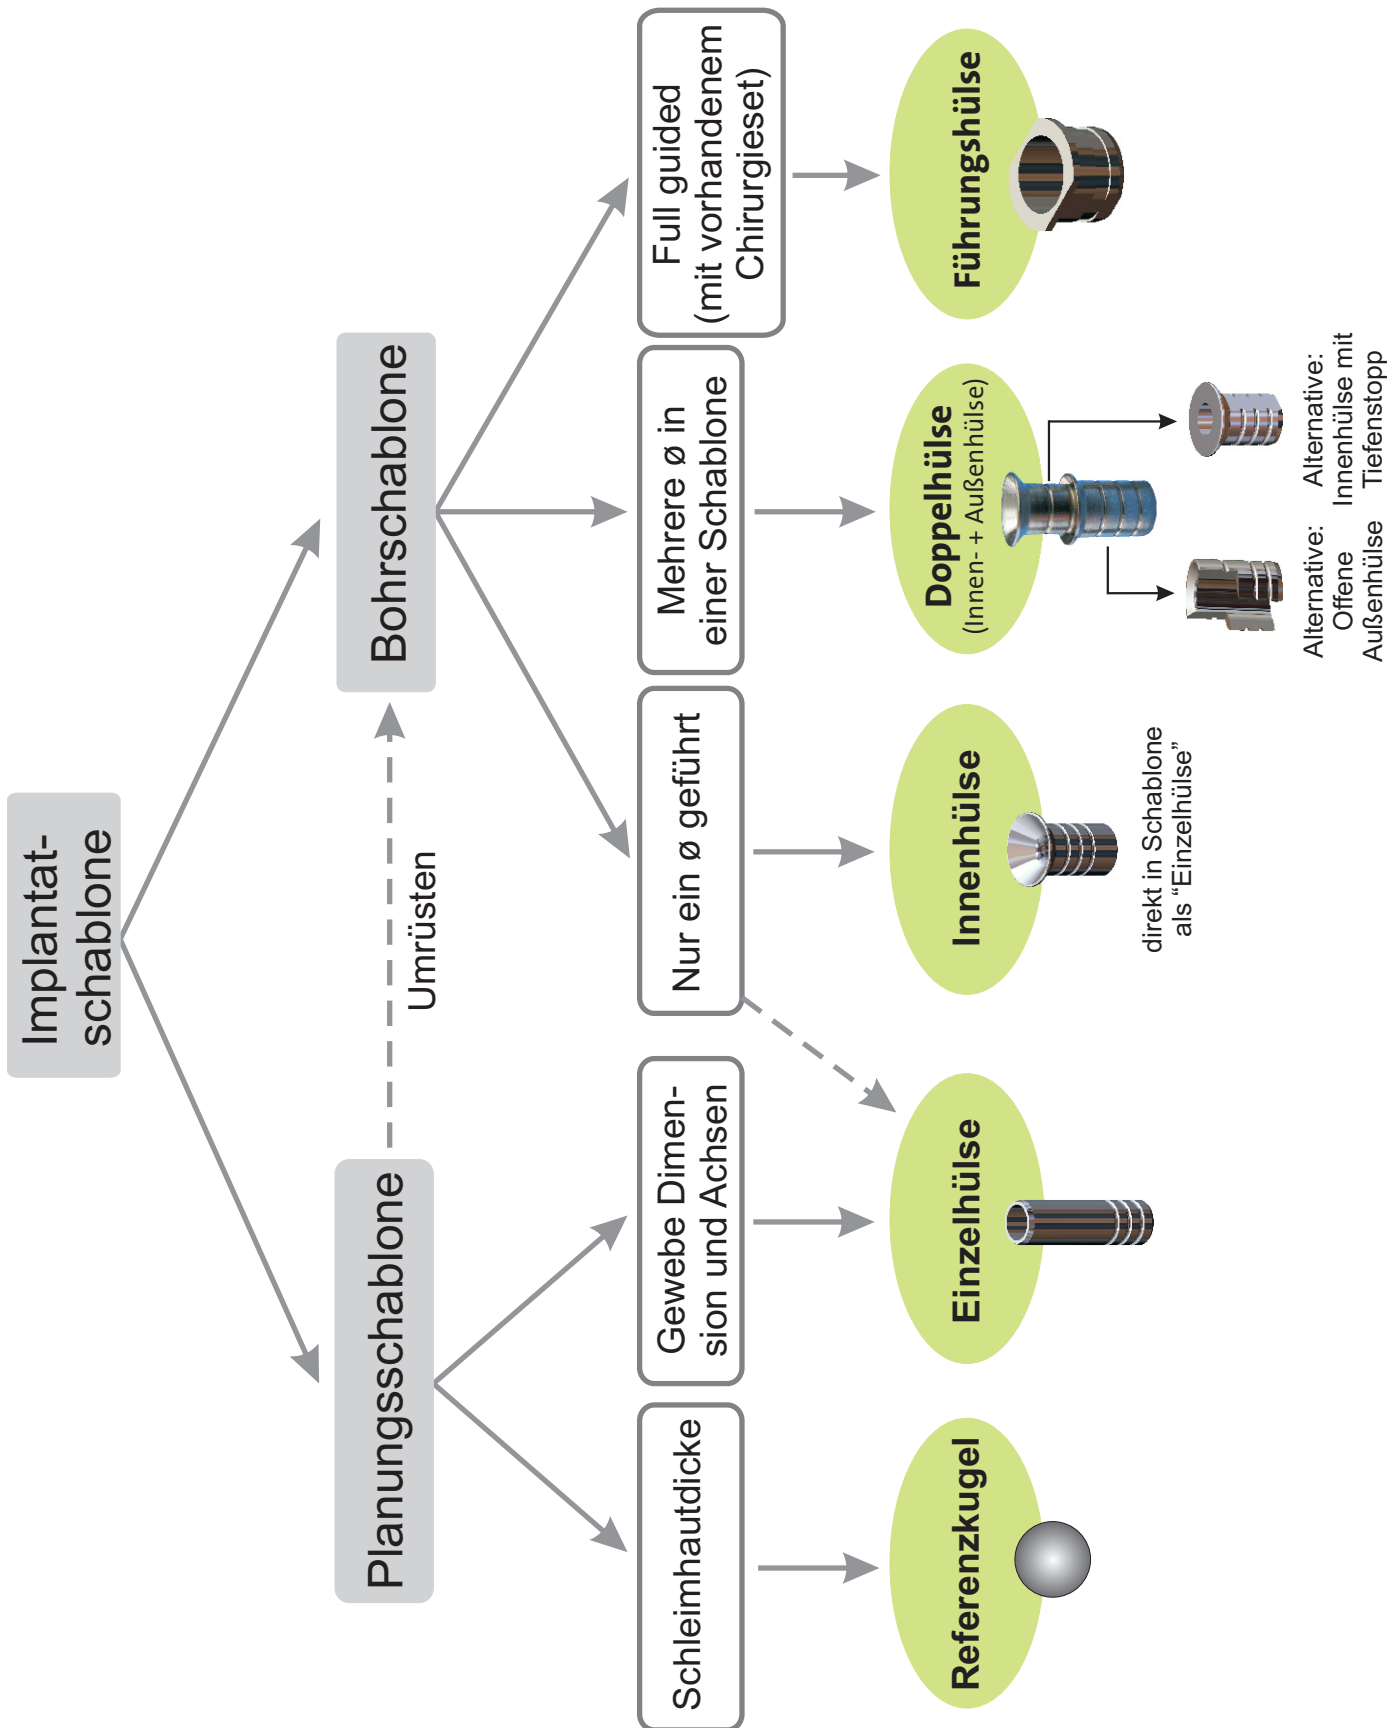 Implantat-
schablone
Planungsschablone
Umrüsten
Bohrschablone
Schleimhautdicke
Gewebe Dimen-
sion und Achsen
Nur ein ø geführt
Mehrere ø in
einer Schablone
Full guided
(mit vorhandenem
Chirurgieset)
Referenzkugel
Einzelhülse
Innenhülse
direkt in Schablone
als “Einzelhülse”
Doppelhülse
(Innen- + Außenhülse)
Alternative:
Offene
Außenhülse
Alternative:
Innenhülse mit
Tiefenstopp
Führungshülse